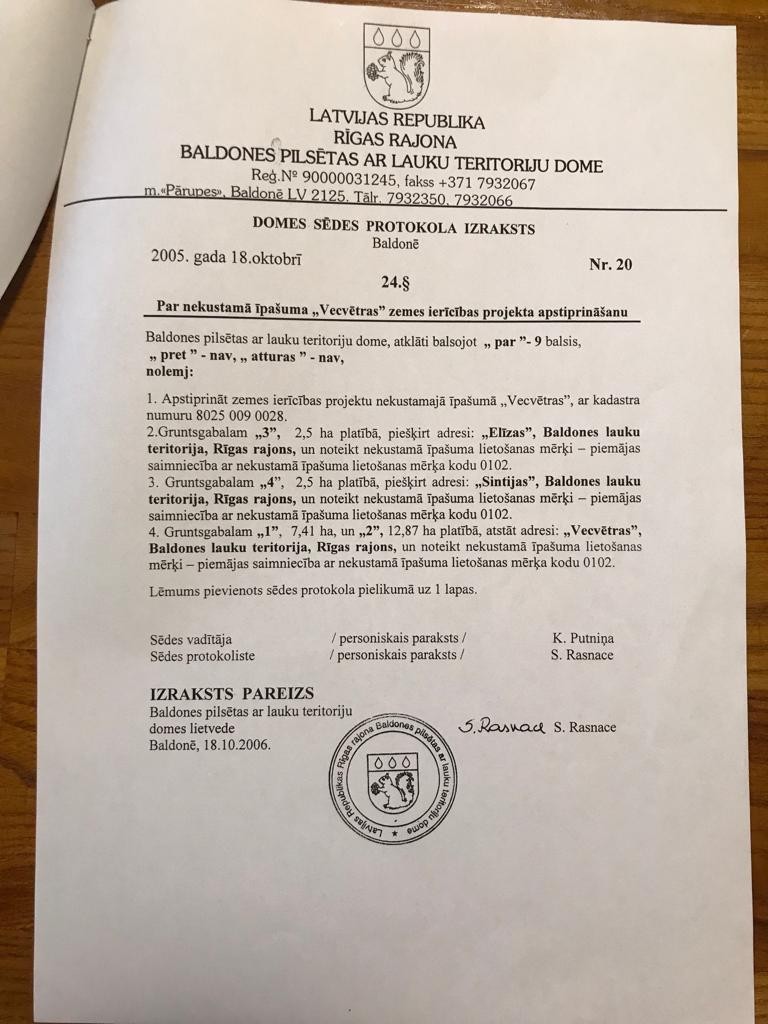 LATVIJAS REPUBLIKA
RĪGAS RAJONA
BALDONES PILSĒTAS AR LAUKU TERITORIJU DOME
Reģ.Nº 90000031245, fakss +371 7932067
m.«Pārupes», Baldonē LV 2125. Tālr. 7932350, 7932066
DOMES SĒDES PROTOKOLA IZRAKSTS
Baldonē
2005. gada 18.oktobrī
Nr. 20
24.§
Par nekustamā īpašuma „Vecvētras” zemes ierīcības projekta apstiprināšanu
Baldones pilsētas ar lauku teritoriju dome, atklāti balsojot „ par ”- 9 balsis,
„ pret ” - nav, „ atturas ” - nav,
nolemj:
1. Apstiprināt zemes ierīcības projektu nekustamajā īpašumā „Vecvētras”, ar kadastra
numuru 8025 009 0028.
2.Gruntsgabalam „3”, 2,5 ha platībā, piešķirt adresi: „Elīzas”, Baldones lauku
teritorija, Rīgas rajons, un noteikt nekustamā īpašuma lietošanas mērķi – piemājas
saimniecība ar nekustamā īpašuma lietošanas mērķa kodu 0102.
3. Gruntsgabalam „4”, 2,5 ha platībā, piešķirt adresi: „Sintijas”, Baldones lauku
teritorija, Rīgas rajons, un noteikt nekustamā īpašuma lietošanas mērķi – piemājas
saimniecība ar nekustamā īpašuma lietošanas mērķa kodu 0102.
4. Gruntsgabalam „1”, 7,41 ha, un „2”, 12,87 ha platībā, atstāt adresi: „Vecvētras”,
Baldones lauku teritorija, Rīgas rajons, un noteikt nekustamā īpašuma lietošanas
mērķi – piemājas saimniecība ar nekustamā īpašuma lietošanas mērķa kodu 0102.
Lēmums pievienots sēdes protokola pielikumā uz 1 lapas.
Sēdes vadītāja / personiskais paraksts / K. Putniņa
Sēdes protokoliste / personiskais paraksts / S. Rasnace
IZRAKSTS PAREIZS
Baldones pilsētas ar lauku teritoriju
domes lietvede
S. Rasnace S. Rasnace
Baldonē, 18.10.2006.
Latvijas Republikas Rīgas rajona Baldones pilsētas ar lauku teritoriju dome